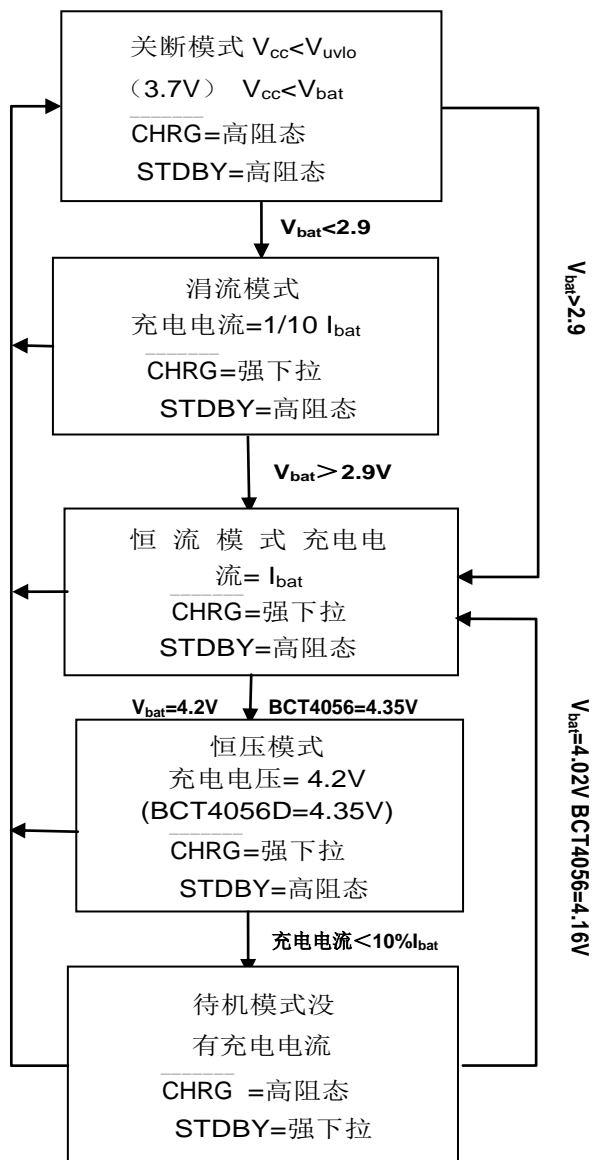 关断模式 Vcc<Vuvlo
（3.7V） Vcc<Vbat
CHRG=高阻态
STDBY=高阻态
Vbat<2.9
Vbat>2.9
涓流模式
充电电流=1/10 Ibat
CHRG=强下拉
STDBY=高阻态
Vbat＞2.9V
恒 流 模 式 充电电
流= Ibat
CHRG=强下拉
STDBY=高阻态
Vbat=4.2V BCT4056=4.35V
恒压模式
充电电压= 4.2V
(BCT4056D=4.35V)
CHRG=强下拉
STDBY=高阻态
Vbat=4.02V BCT4056=4.16V
充电电流＜10%Ibat
待机模式没
有充电电流
CHRG =高阻态
STDBY=强下拉